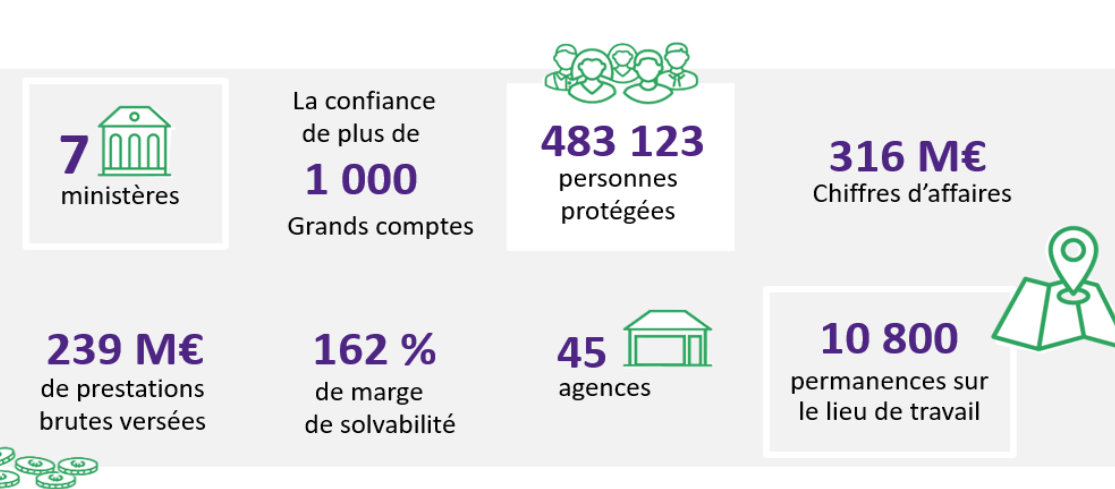 7
ministères
La confiance
de plus de
1 000
Grands comptes
483 123
personnes
protégées
316 M€
Chiffres d'affaires
239 M€
de prestations
brutes versées
162 %
de marge
de solvabilité
45
agences
10 800
permanences sur
le lieu de travail